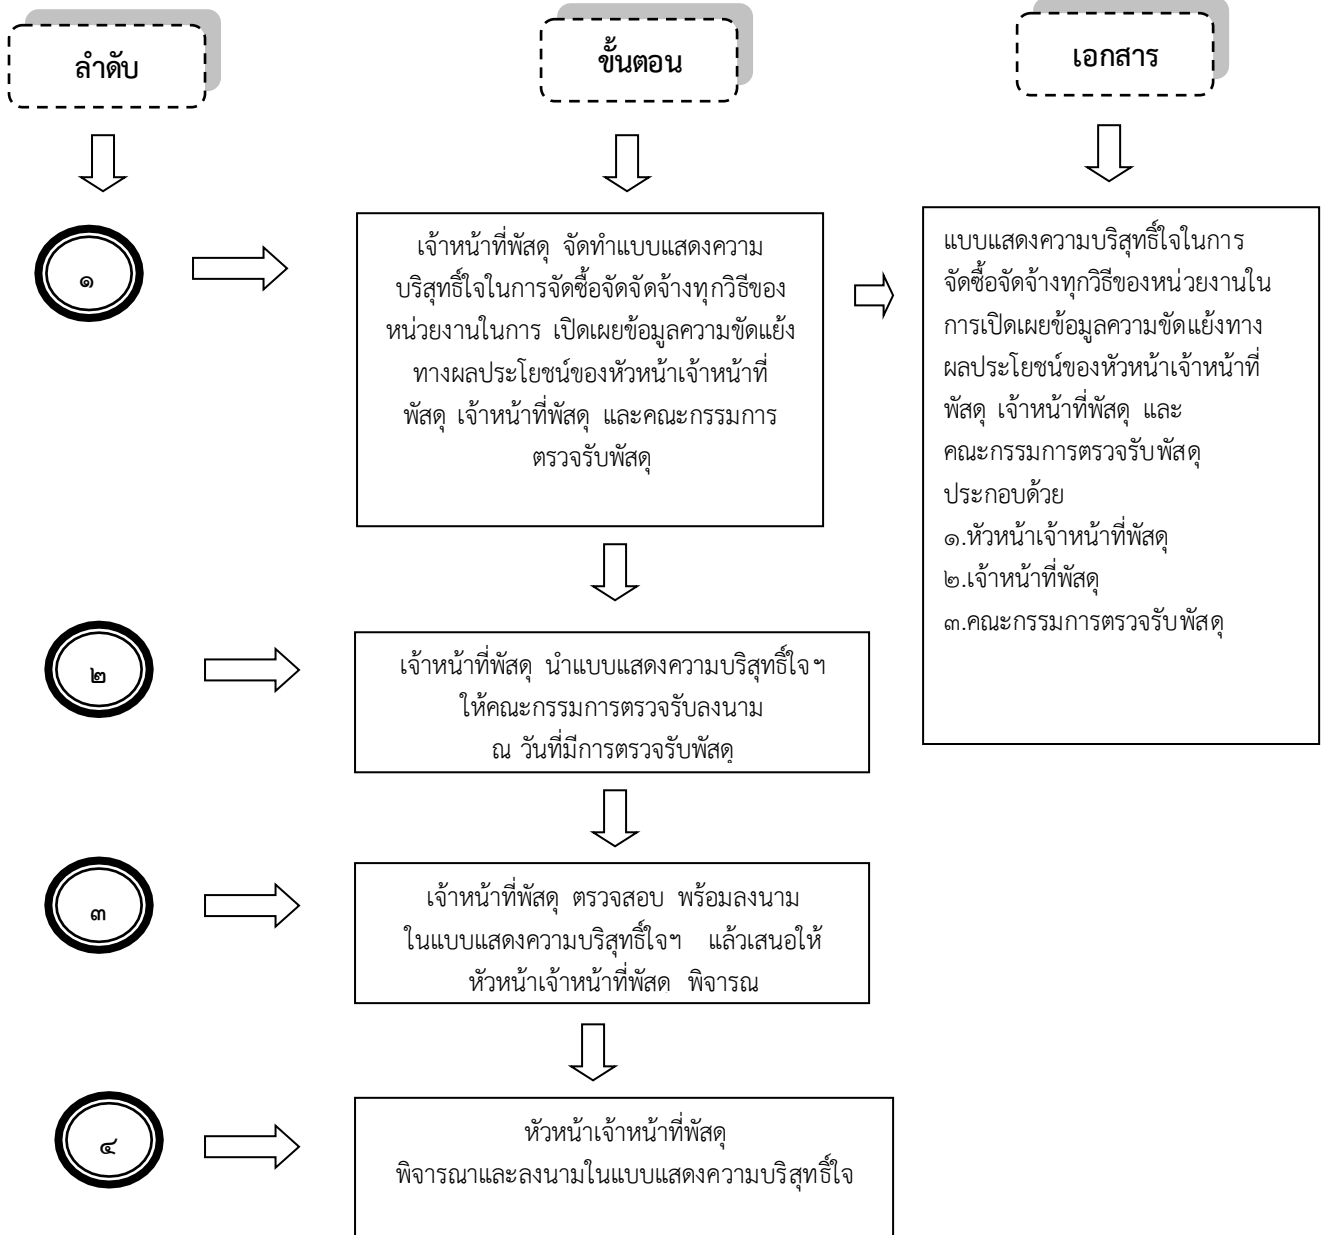 ลำดับ
ขั้นตอน
เอกสาร
๑
เจ้าหน้าที่พัสดุ จัดทำแบบแสดงความ
บริสุทธิ์ใจในการจัดซื้อจัดจัดจ้างทุกวิธีของ
หน่วยงานในการ เปิดเผยข้อมูลความขัดแย้ง
ทางผลประโยชน์ของหัวหน้าเจ้าหน้าที่
พัสดุ เจ้าหน้าที่พัสดุ และคณะกรรมการ
ตรวจรับพัสดุ
แบบแสดงความบริสุทธิ์ใจในการ
จัดซื้อจัดจ้างทุกวิธีของหน่วยงานใน
การเปิดเผยข้อมูลความขัดแย้งทาง
ผลประโยชน์ของหัวหน้าเจ้าหน้าที่
พัสดุ เจ้าหน้าที่พัสดุ และ
คณะกรรมการตรวจรับพัสดุ
ประกอบด้วย
๑.หัวหน้าเจ้าหน้าที่พัสดุ
๒.เจ้าหน้าที่พัสดุ
๓.คณะกรรมการตรวจรับพัสดุ
๒
เจ้าหน้าที่พัสดุ นำแบบแสดงความบริสุทธิ์ใจฯ
ให้คณะกรรมการตรวจรับลงนาม
ณ วันที่มีการตรวจรับพัสดุ
๓
เจ้าหน้าที่พัสดุ ตรวจสอบ พร้อมลงนาม
ในแบบแสดงความบริสุทธิ์ใจฯ แล้วเสนอให้
หัวหน้าเจ้าหน้าที่พัสดุ พิจารณ
๔
หัวหน้าเจ้าหน้าที่พัสดุ
พิจารณาและลงนามในแบบแสดงความบริสุทธิ์ใจ